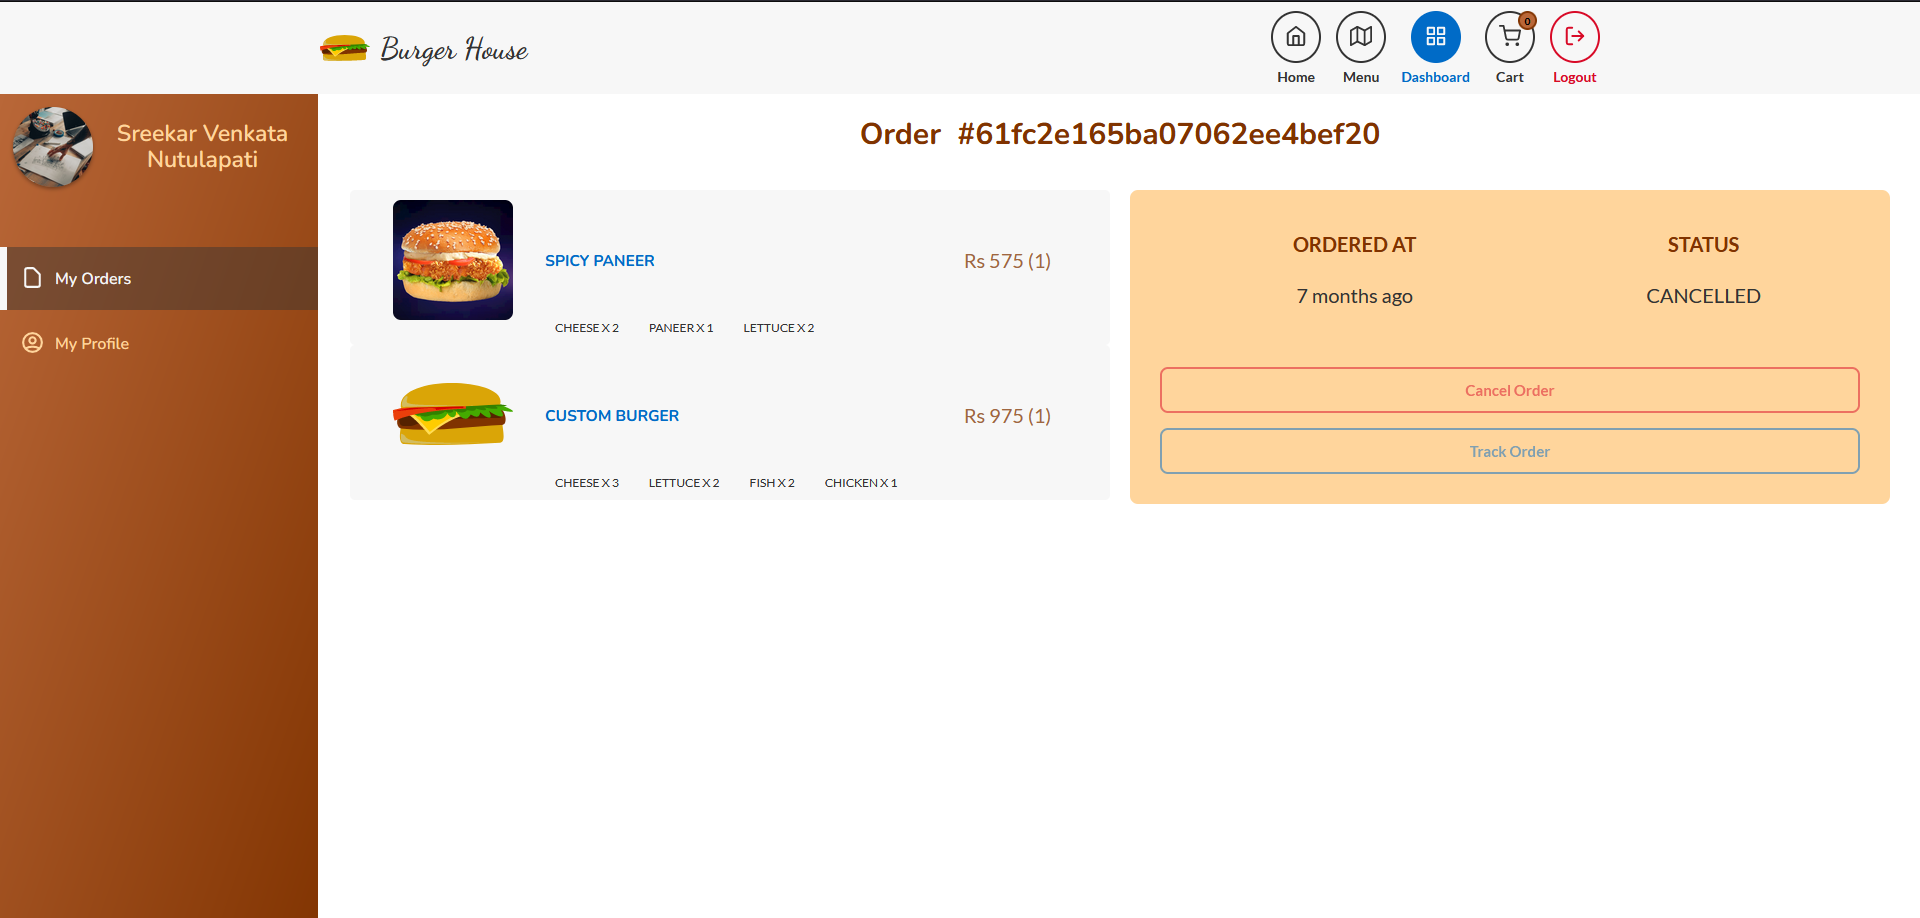 Burger House
0
Home
Menu
Dashboard
Cart
Logout
Sreekar Venkata
Nutulapati
My Orders
My Profile
Order #61fc2e165ba07062ee4bef20
SPICY PANEER
Rs 575 (1)
CHEESE X 2
PANEER X 1
LETTUCE X 2
CUSTOM BURGER
Rs 975 (1)
CHEESE X 3
LETTUCE X 2
FISH X 2
CHICKEN X 1
ORDERED AT
STATUS
7 months ago
CANCELLED
Cancel Order
Track Order